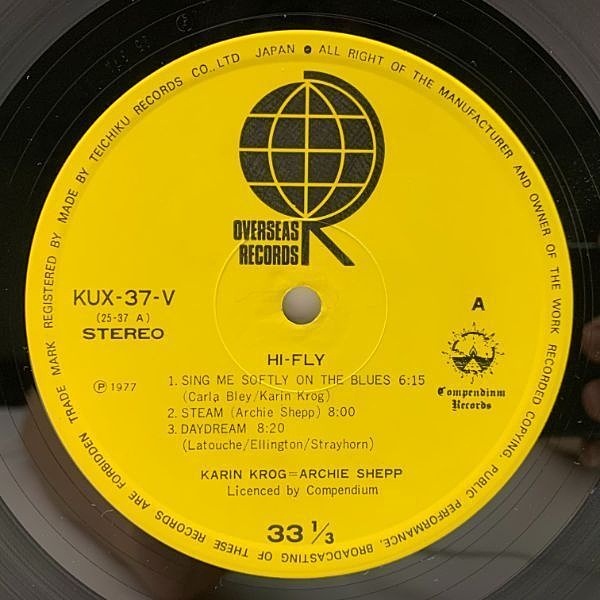 TRADE MARK REGISTERED BY MADE BY TEICHIKU RECORDS CO., LTD JAPAN ● ALL RIGHT OF THE MANUFACTURER AND OWNER OF THE WORK RECORDED COPYING, PUBLIC PERFORMANCE, BROADCASTING OF THESE RECORDS ARE FORBIDDEN
OVERSEAS
RECORDS
KUX-37-V
(25-37 A)
STEREO
A
Compendium
Records
HI-FLY
Ⓟ 1977
1. SING ME SOFTLY ON THE BLUES 6:15
(Carla Bley/Karin Krog)
2. STEAM (Archie Shepp) 8:00
3. DAYDREAM 8:20
(Latouche/Ellington/Strayhorn)
KARIN KROG=ARCHIE SHEPP
Licenced by Compendium
33 1/3